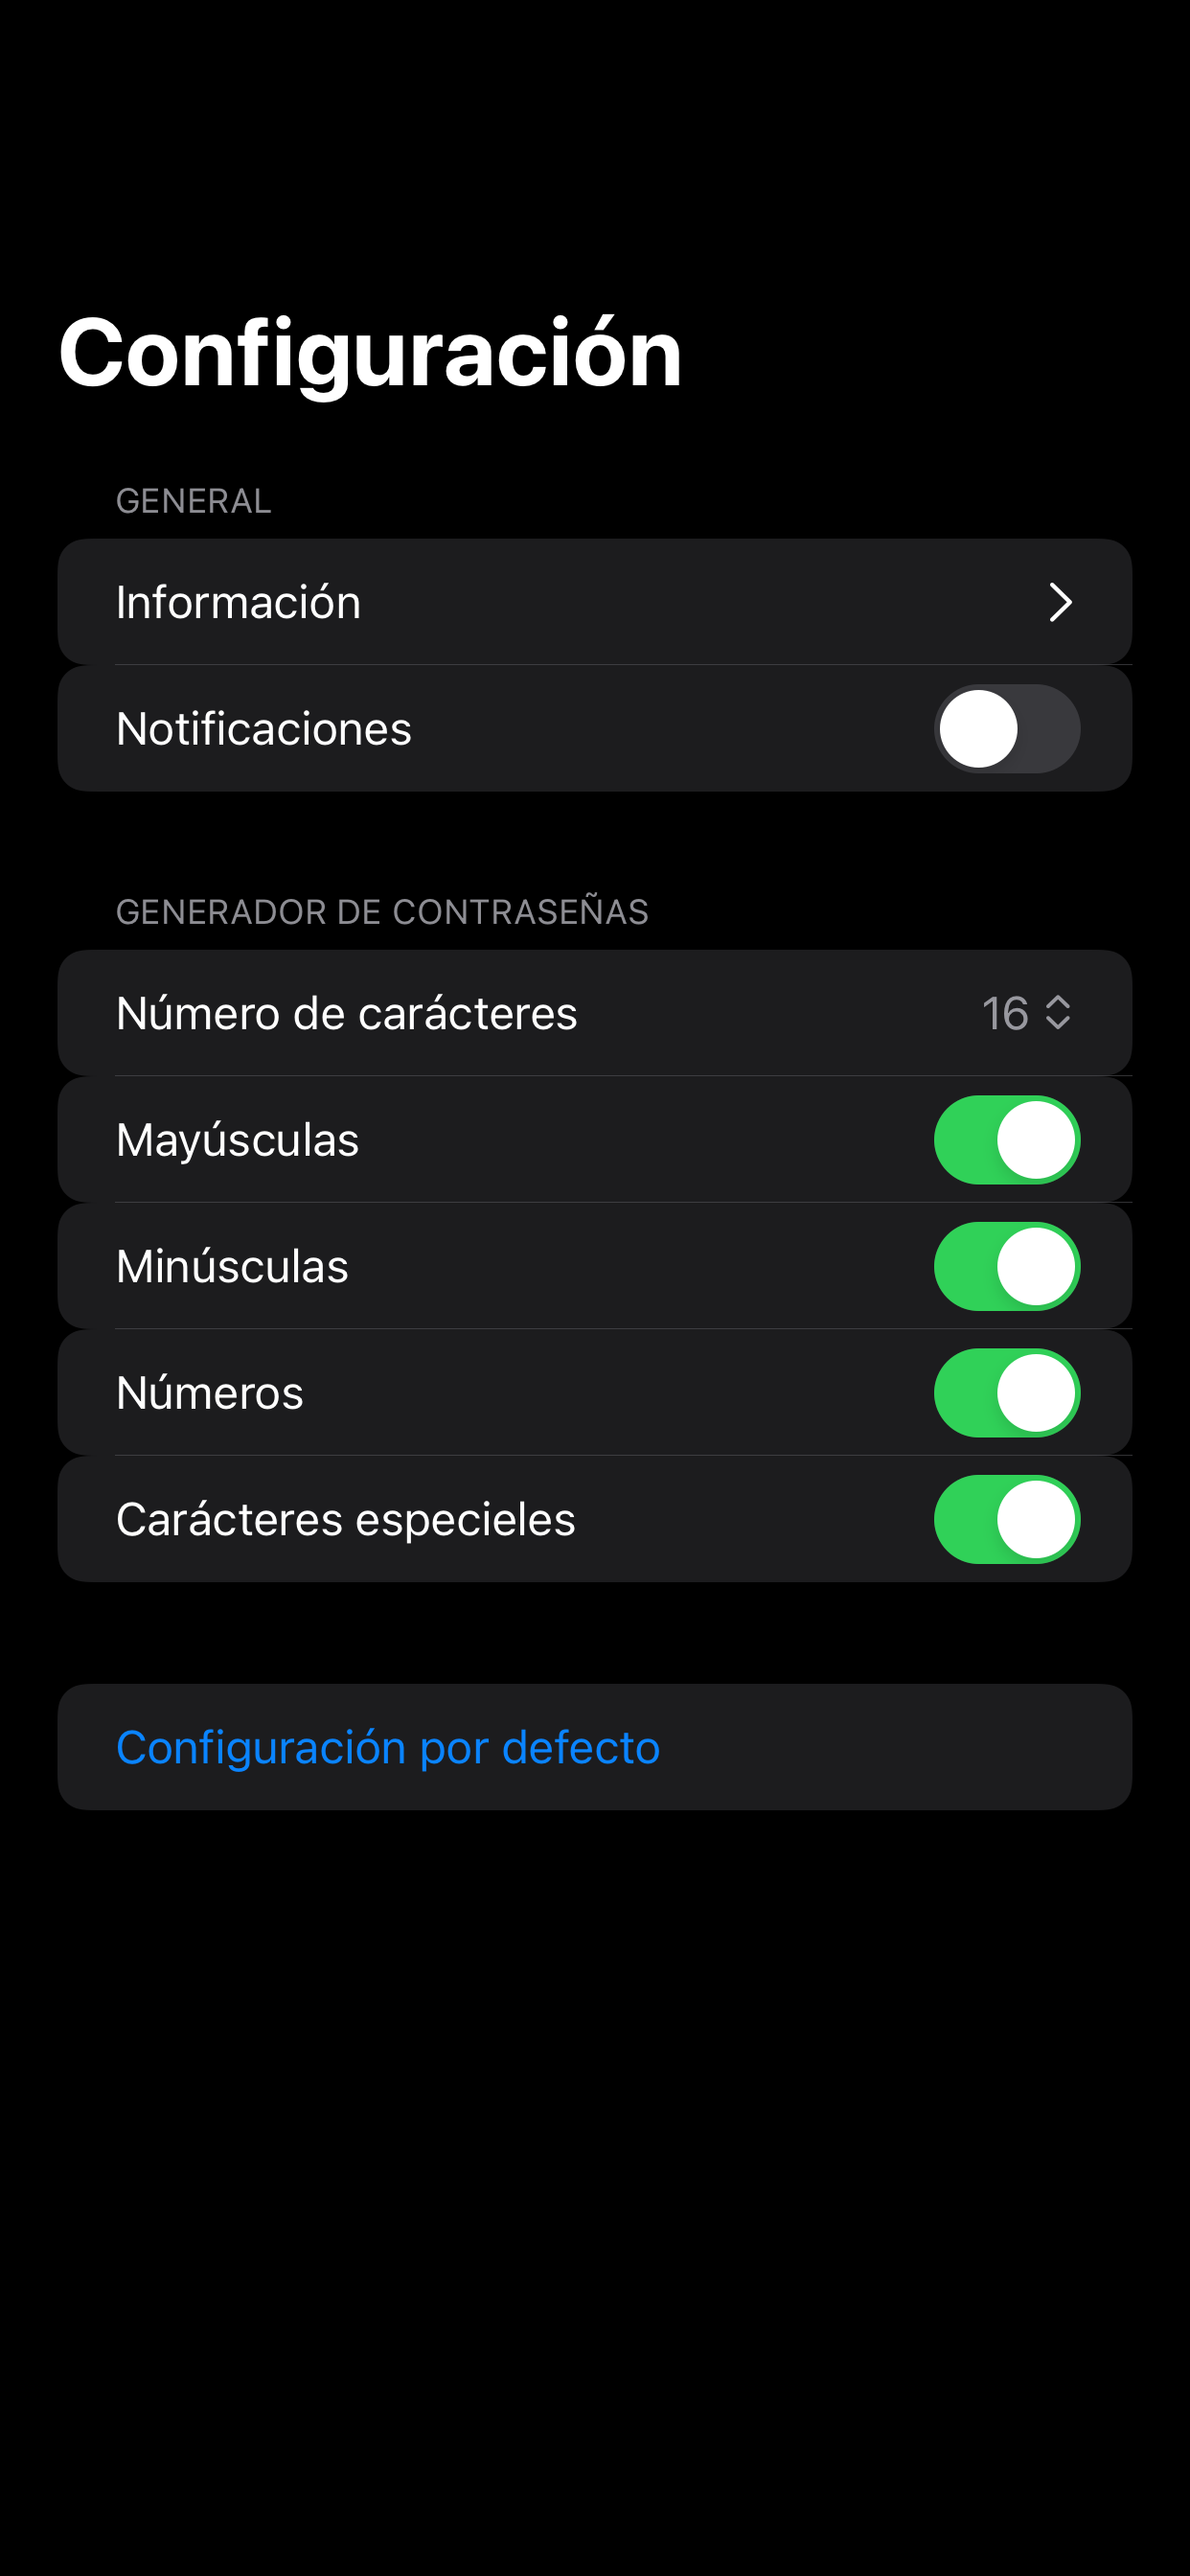 Configuración
GENERAL
Información
Notificaciones
GENERADOR DE CONTRASEÑAS
Número de carácteres 16
Mayúsculas
Minúsculas
Números
Carácteres especieles
Configuración por defecto